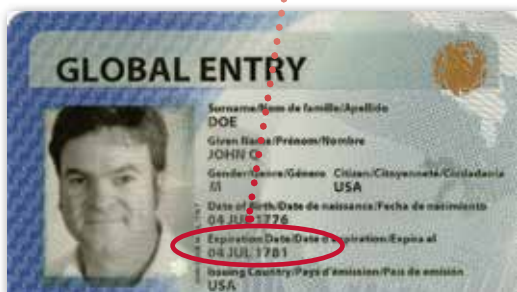 GLOBAL ENTRY
Surname/Nom de famille/Apellido
DOE
Given Name/Prénom/Nombre
JOHN Q
Gender/Genre/Género Citizen/Citoyenneté/Ciudadanía
M USA
Date of Birth/Date de naissance/Fecha de nacimiento
04 JUL 1776
Expiration Date/Date expiration/Expira al
04 JUL 1781
Issuing Country/Pays d'émission/País de emisión
USA